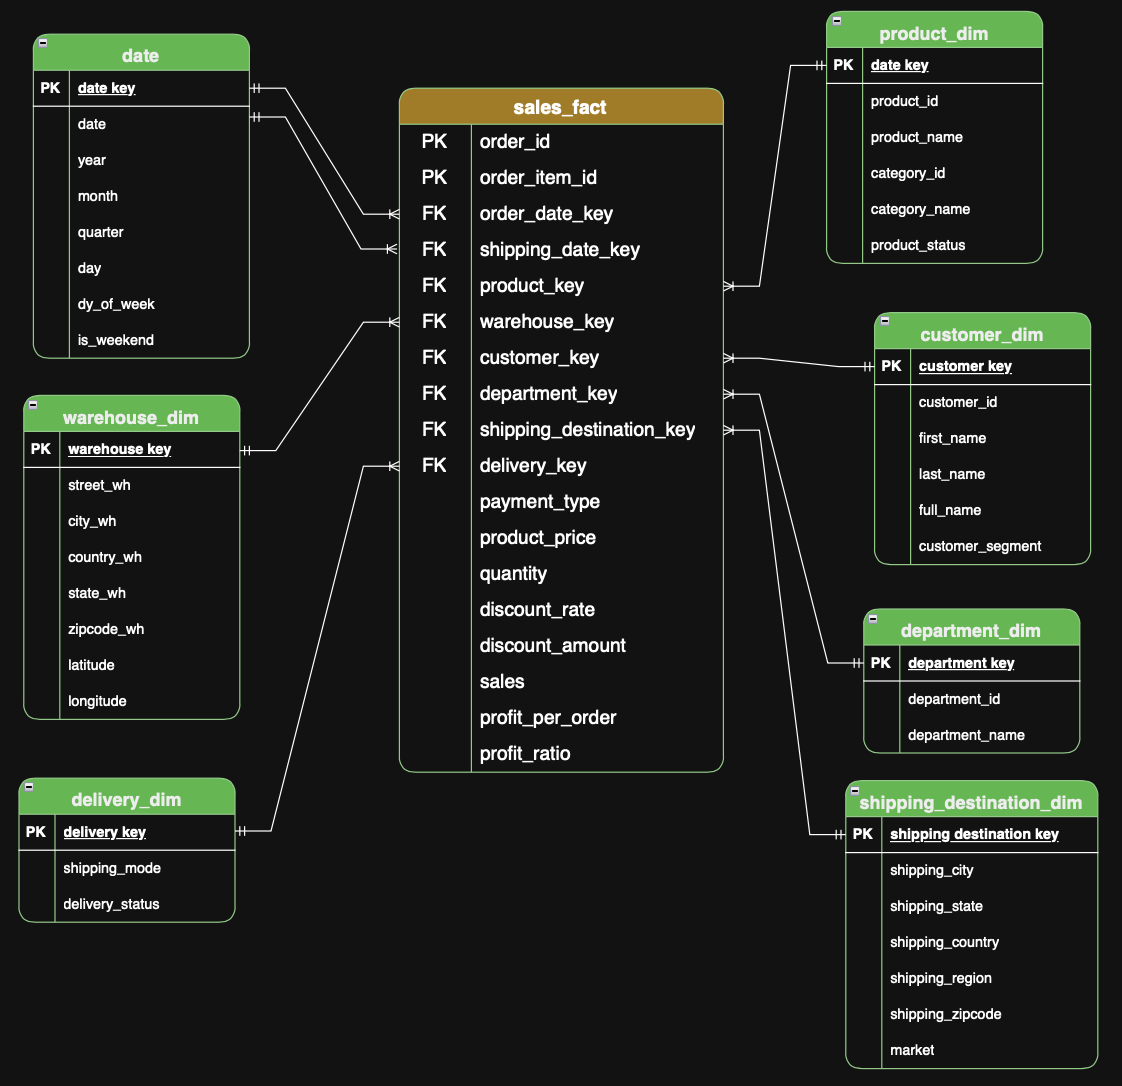 date
PK date key
date
year
month
quarter
day
dy_of_week
is_weekend
warehouse_dim
PK warehouse key
street_wh
city_wh
country_wh
state_wh
zipcode_wh
latitude
longitude
delivery_dim
PK delivery key
shipping_mode
delivery_status
sales_fact
PK order_id
PK order_item_id
FK order_date_key
FK shipping_date_key
FK product_key
FK warehouse_key
FK customer_key
FK department_key
FK shipping_destination_key
FK delivery_key
payment_type
product_price
quantity
discount_rate
discount_amount
sales
profit_per_order
profit_ratio
product_dim
PK date key
product_id
product_name
category_id
category_name
product_status
customer_dim
PK customer key
customer_id
first_name
last_name
full_name
customer_segment
department_dim
PK department key
department_id
department_name
shipping_destination_dim
PK shipping destination key
shipping_city
shipping_state
shipping_country
shipping_region
shipping_zipcode
market